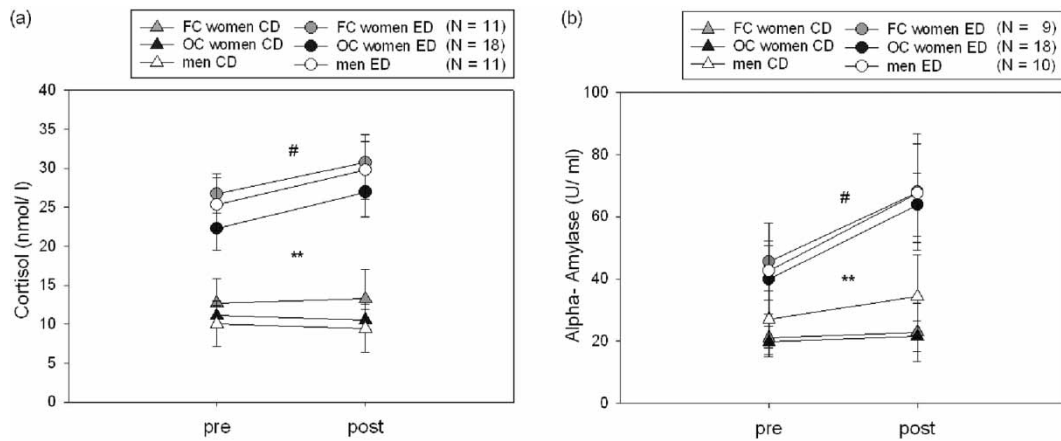 (a)
FC women CD FC women ED (N = 11)
OC women CD OC women ED (N = 18)
men CD men ED (N = 11)
Cortisol (nmol/ l)
40
35
30
25
20
15
10
5
0
#
**
pre post
(b)
FC women CD FC women ED (N = 9)
OC women CD OC women ED (N = 18)
men CD men ED (N = 10)
Alpha- Amylase (U/ ml)
100
80
60
40
20
0
#
**
pre post